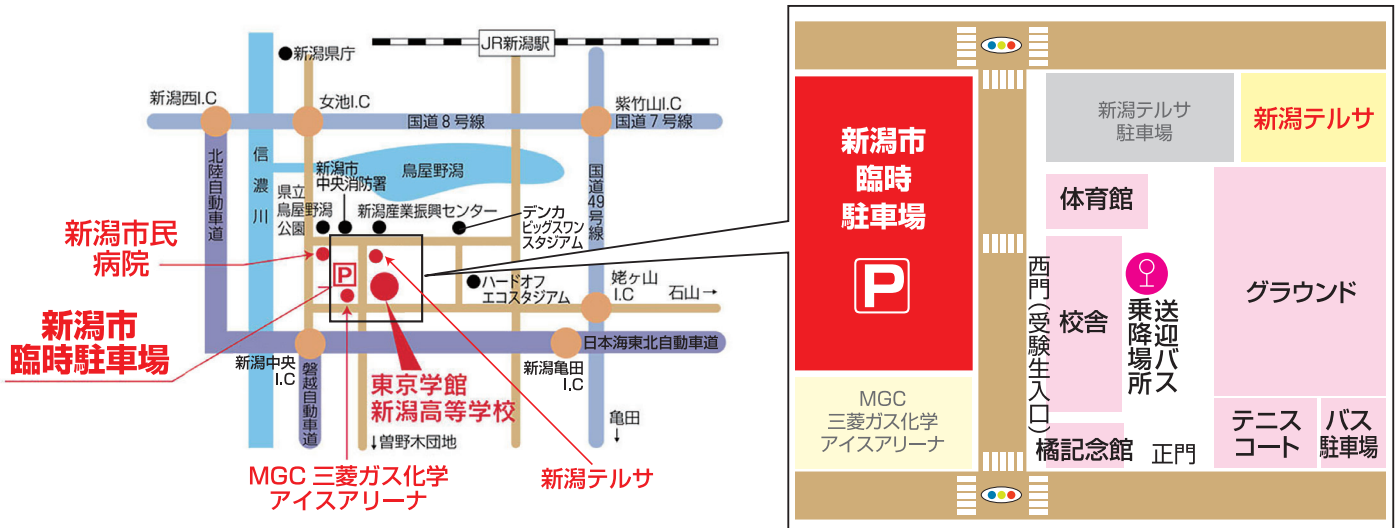 新潟県庁
JR新潟駅
新潟西I.C
女池I.C
紫竹山I.C
国道8号線
国道7号線
北陸自動車道
信濃川
新潟市
中央消防署
鳥屋野潟
国道49号線
県立
鳥屋野潟
公園
新潟産業振興センター
デンカ
ビッグスワン
スタジアム
新潟市民
病院
P
ハードオフ
エコスタジアム
姥ヶ山
I.C
石山→
新潟市
臨時駐車場
日本海東北自動車道
新潟中央
I.C
磐越自動車道
新潟亀田
I.C
東京学館
新潟高等学校
亀田
↓
↓曽野木団地
MGC 三菱ガス化学
アイスアリーナ
新潟テルサ
新潟市
臨時
駐車場
P
新潟テルサ
駐車場
新潟テルサ
体育館
西門(受験生入口)
校舎
送迎バス
乗降場所
グラウンド
MGC
三菱ガス化学
アイスアリーナ
橘記念館
正門
テニス
コート
バス
駐車場